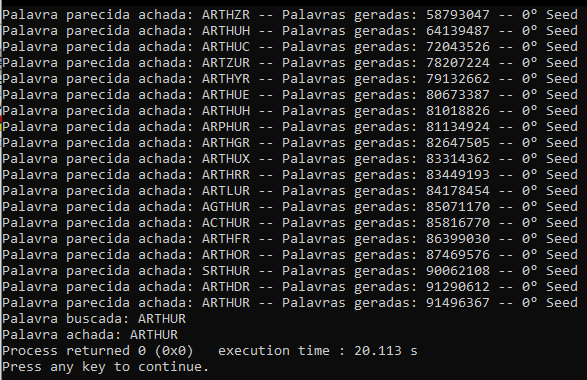 Palavra parecida achada: ARTHZR -- Palavras geradas: 58793047 -- 0º Seed
Palavra parecida achada: ARTHUH -- Palavras geradas: 64139487 -- 0º Seed
Palavra parecida achada: ARTHUC -- Palavras geradas: 72043526 -- 0º Seed
Palavra parecida achada: ARTZUR -- Palavras geradas: 78207224 -- 0º Seed
Palavra parecida achada: ARTHYR -- Palavras geradas: 79132662 -- 0º Seed
Palavra parecida achada: ARTHUE -- Palavras geradas: 80673387 -- 0º Seed
Palavra parecida achada: ARTHUH -- Palavras geradas: 81018826 -- 0º Seed
Palavra parecida achada: ARPHUR -- Palavras geradas: 81134924 -- 0º Seed
Palavra parecida achada: ARTHGR -- Palavras geradas: 82647505 -- 0º Seed
Palavra parecida achada: ARTHUX -- Palavras geradas: 83314362 -- 0º Seed
Palavra parecida achada: ARTHRR -- Palavras geradas: 83449193 -- 0º Seed
Palavra parecida achada: ARTLUR -- Palavras geradas: 84178454 -- 0º Seed
Palavra parecida achada: AGTHUR -- Palavras geradas: 85071170 -- 0º Seed
Palavra parecida achada: ACTHUR -- Palavras geradas: 85816770 -- 0º Seed
Palavra parecida achada: ARTHFR -- Palavras geradas: 86399030 -- 0º Seed
Palavra parecida achada: ARTHOR -- Palavras geradas: 87469576 -- 0º Seed
Palavra parecida achada: SRTHUR -- Palavras geradas: 90062108 -- 0º Seed
Palavra parecida achada: ARTHDR -- Palavras geradas: 91290612 -- 0º Seed
Palavra parecida achada: ARTHUR -- Palavras geradas: 91496367 -- 0º Seed
Palavra buscada: ARTHUR
Palavra achada: ARTHUR
Process returned 0 (0x0)   execution time : 20.113 s
Press any key to continue.